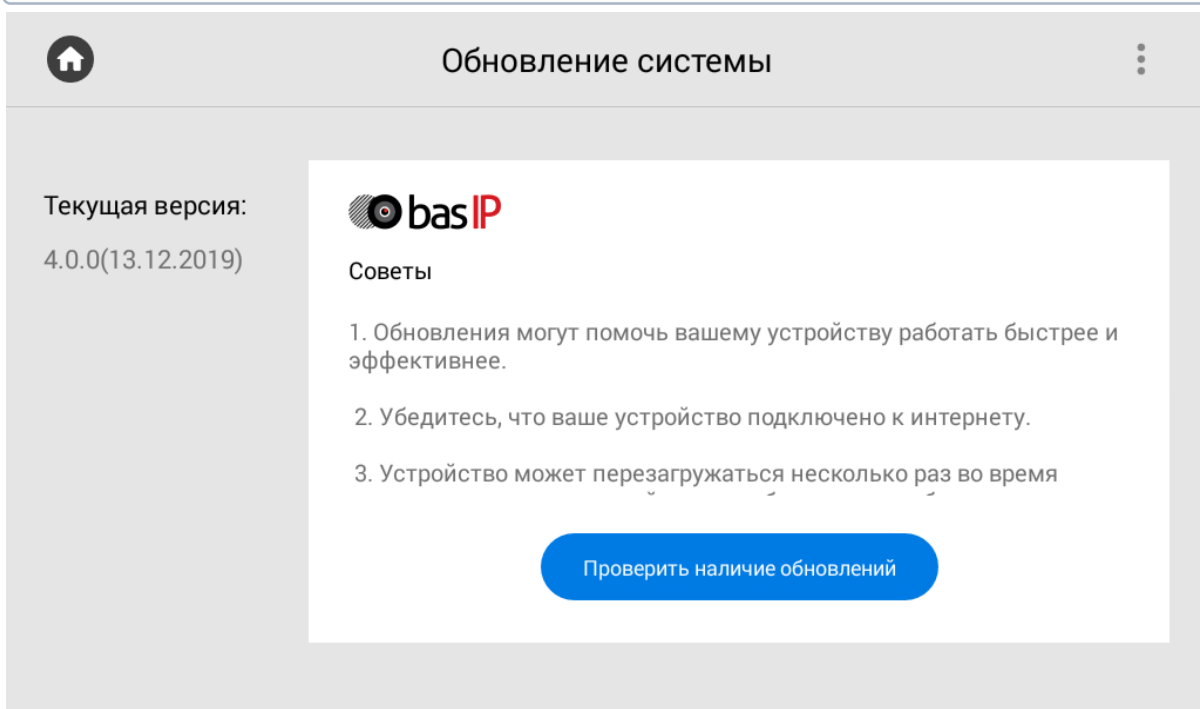 Обновление системы
Текущая версия:
4.0.0(13.12.2019)
bas IP
Советы
1. Обновления могут помочь вашему устройству работать быстрее и
эффективнее.
2. Убедитесь, что ваше устройство подключено к интернету.
3. Устройство может перезагружаться несколько раз во время
Проверить наличие обновлений